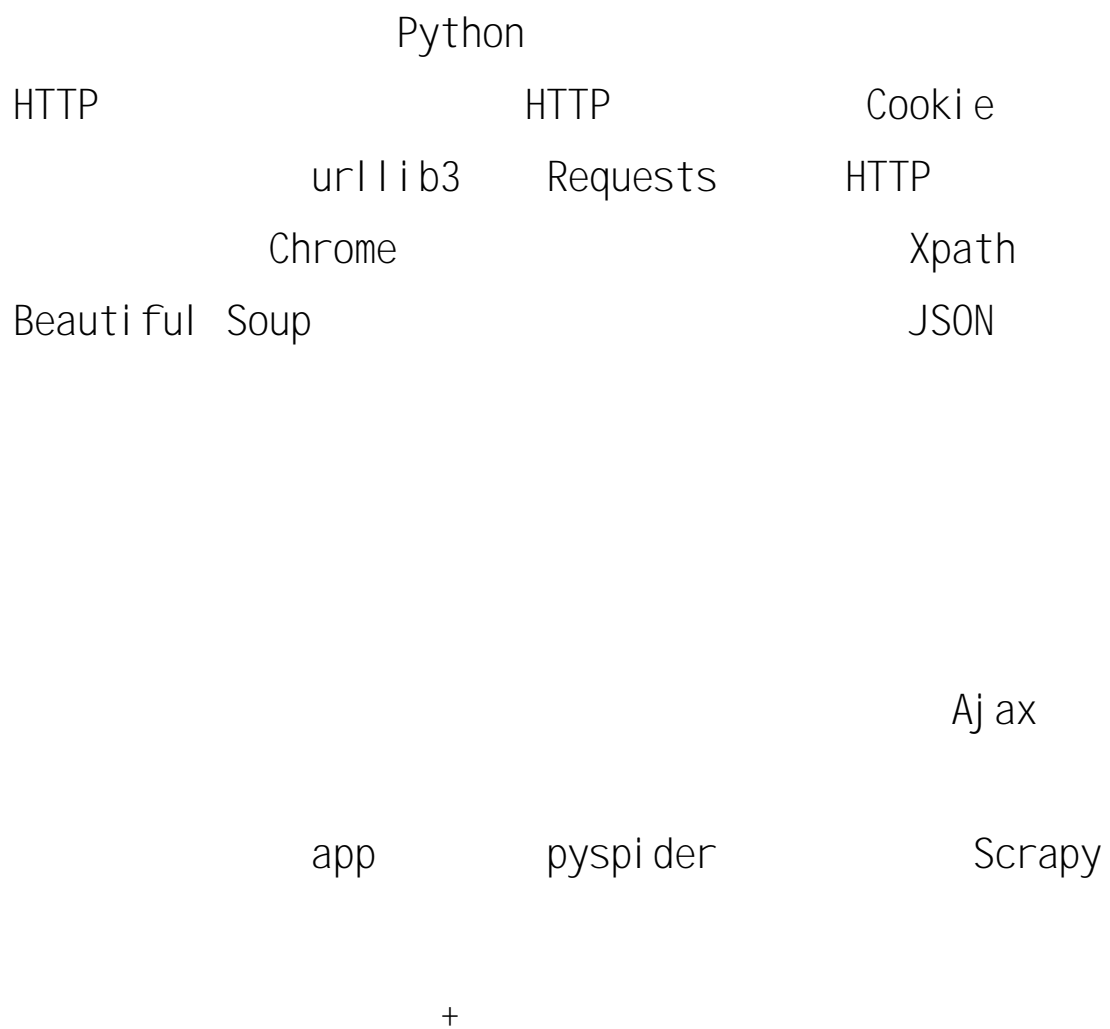 Python
HTTP HTTP Cookie
urllib3 Requests HTTP
Chrome Xpath
Beautiful Soup JSON
Ajax
app pyspider Scrapy
+